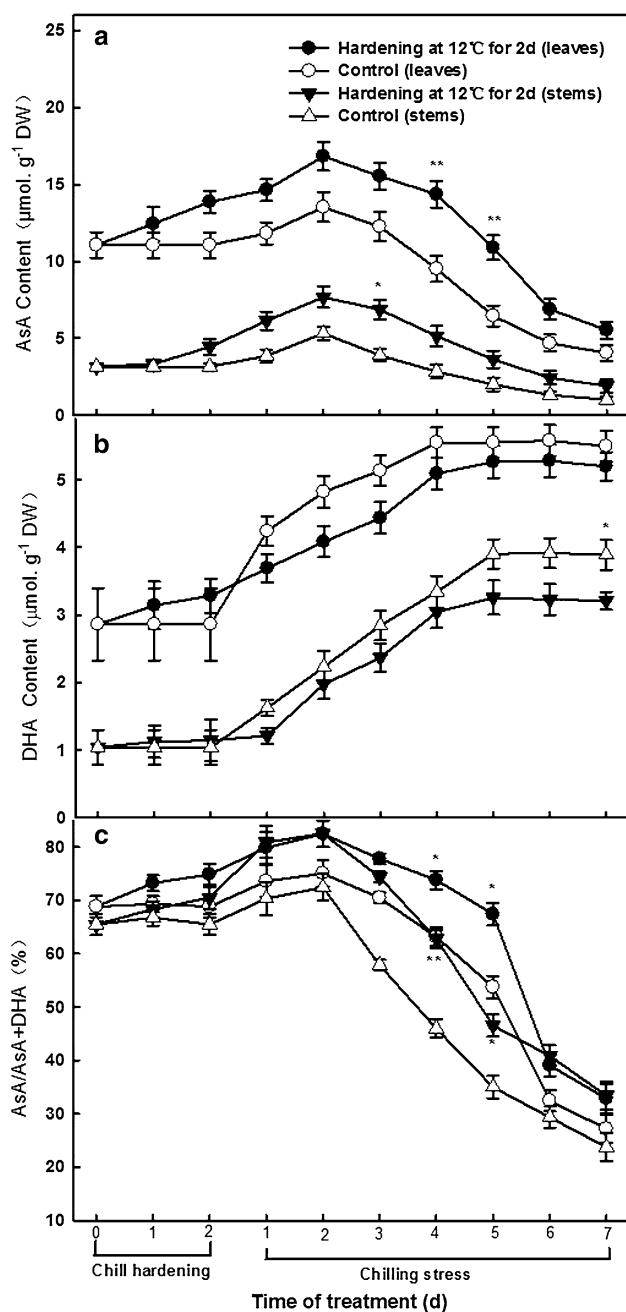 a
Hardening at 12℃ for 2d (leaves)
Control (leaves)
Hardening at 12℃ for 2d (stems)
Control (stems)
AsA Content (μmol. g-1 DW)
25
20
15
10
5
0
**
**
*
b
DHA Content (μmol. g-1 DW)
5
4
3
2
1
0
*
c
AsA/AsA+DHA (%)
80
70
60
50
40
30
20
10
*
*
**
*
0 1 2 1 2 3 4 5 6 7
Chill hardening Chilling stress
Time of treatment (d)